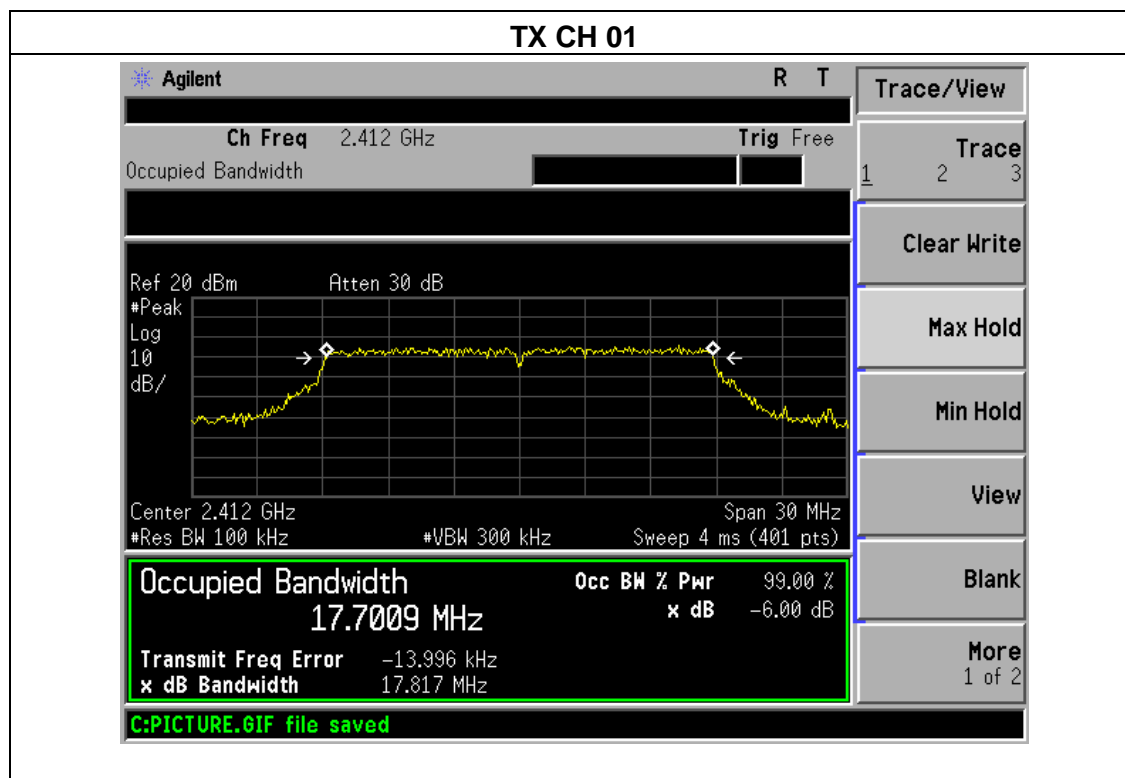 TX CH 01
Agilent R T
Trace/View
Ch Freq 2.412 GHz Trig Free
Occupied Bandwidth
Trace
1 2 3
Clear Write
Ref 20 dBm Atten 30 dB
#Peak
Log
10
dB/
Max Hold
Min Hold
View
Center 2.412 GHz Span 30 MHz
#Res BW 100 kHz #VBW 300 kHz Sweep 4 ms (401 pts)
Occupied Bandwidth Occ BW % Pwr 99.00 %
17.7009 MHz x dB -6.00 dB
Blank
Transmit Freq Error -13.996 kHz
x dB Bandwidth 17.817 MHz
More
1 of 2
C:PICTURE.GIF file saved